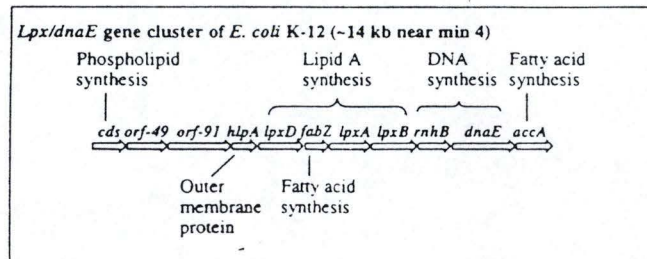 Lpx/dnaE gene cluster of E. coli K-12 (~14 kb near min 4)
Phospholipid synthesis
Lipid A synthesis
DNA synthesis
Fatty acid synthesis
cds orf-49 orf-91 hlpA lpxD fabZ lpxA lpxB rnhB dnaE accA
Outer membrane protein
Fatty acid synthesis